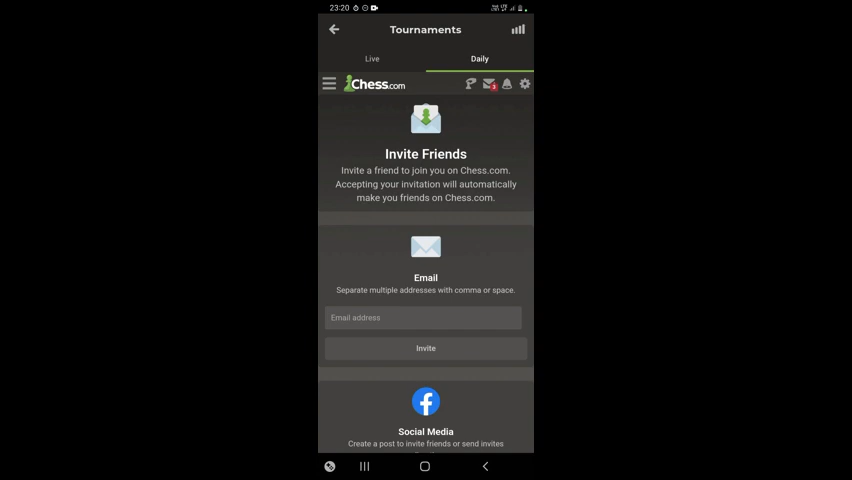 23:20
Tournaments
Live
Daily
Chess.com
3
Invite Friends
Invite a friend to join you on Chess.com.
Accepting your invitation will automatically
make you friends on Chess.com.
Email
Separate multiple addresses with comma or space.
Email address
Invite
Social Media
Create a post to invite friends or send invites